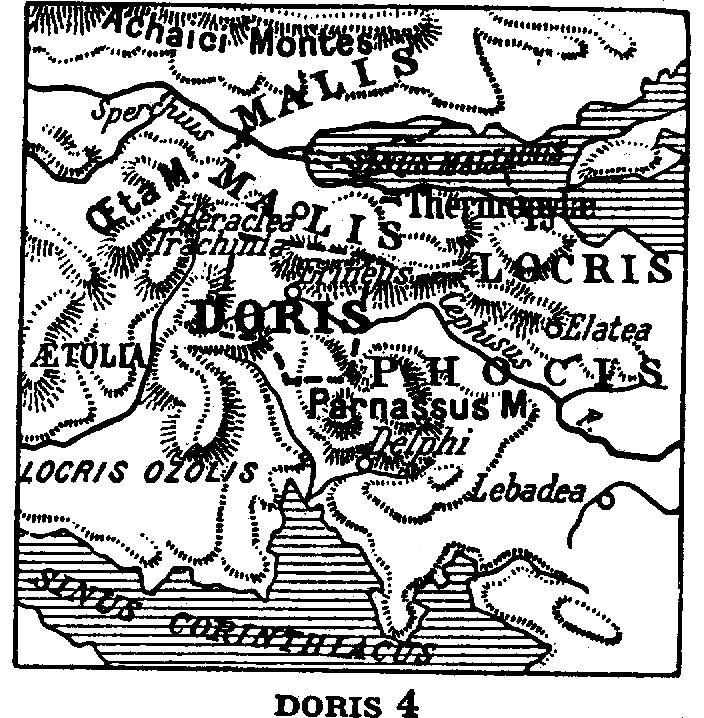 Achaici Montes
MALIS
Sperchius
SINUS MALIACUS
Œta M.
MALIS
Heraclea
Trachinia
Thermopylæ
LOCRIS
DORIS
Cephisus
Elatea
ÆTOLIA
PHOCIS
Parnassus M.
R.
Delphi
LOCRIS OZOLIS
Lebadea
SINUS CORINTHIACUS
DORIS 4